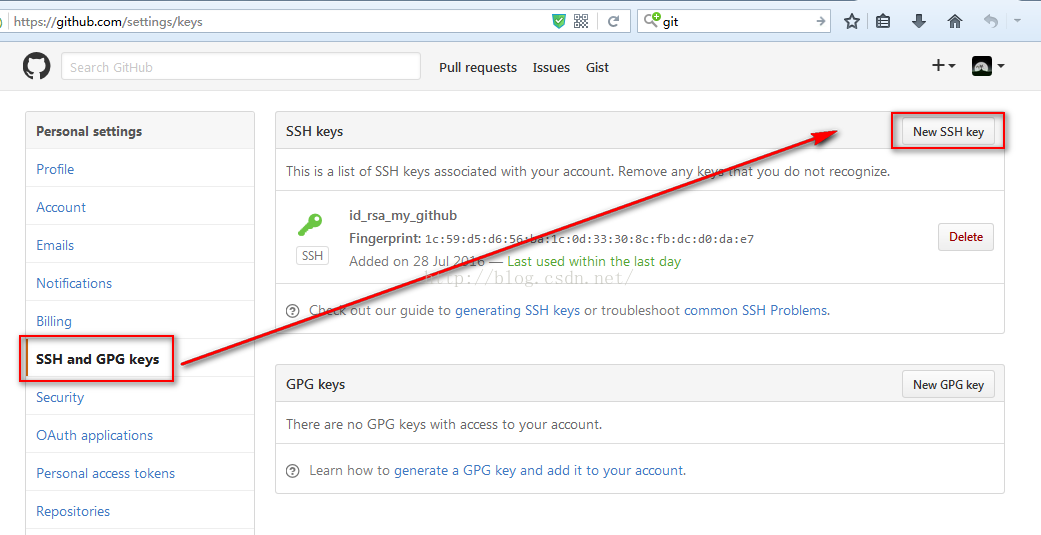 https://github.com/settings/keys
git
Search GitHub
Pull requests Issues Gist
Personal settings
Profile
Account
Emails
Notifications
Billing
SSH and GPG keys
Security
OAuth applications
Personal access tokens
Repositories
SSH keys
New SSH key
This is a list of SSH keys associated with your account. Remove any keys that you do not recognize.
id_rsa_my_github
Fingerprint: 1c:59:d5:d6:56:ba:1c:0d:33:30:8c:fb:dc:d0:da:e7
SSH
Added on 28 Jul 2016 — Last used within the last day
Delete
http://blog.csdn.net/
Check out our guide to generating SSH keys or troubleshoot common SSH Problems.
GPG keys
New GPG key
There are no GPG keys with access to your account.
Learn how to generate a GPG key and add it to your account.